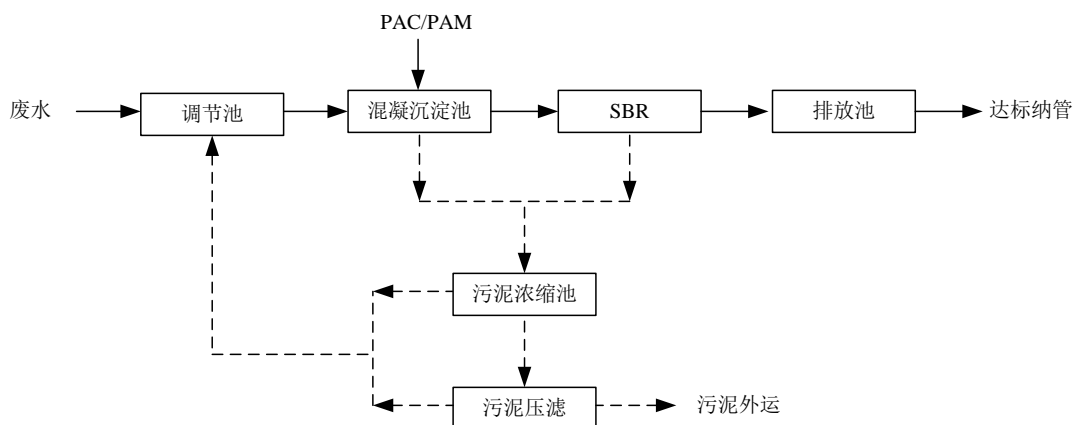 PAC/PAM
废水
调节池
混凝沉淀池
SBR
排放池
达标纳管
污泥浓缩池
污泥压滤
污泥外运